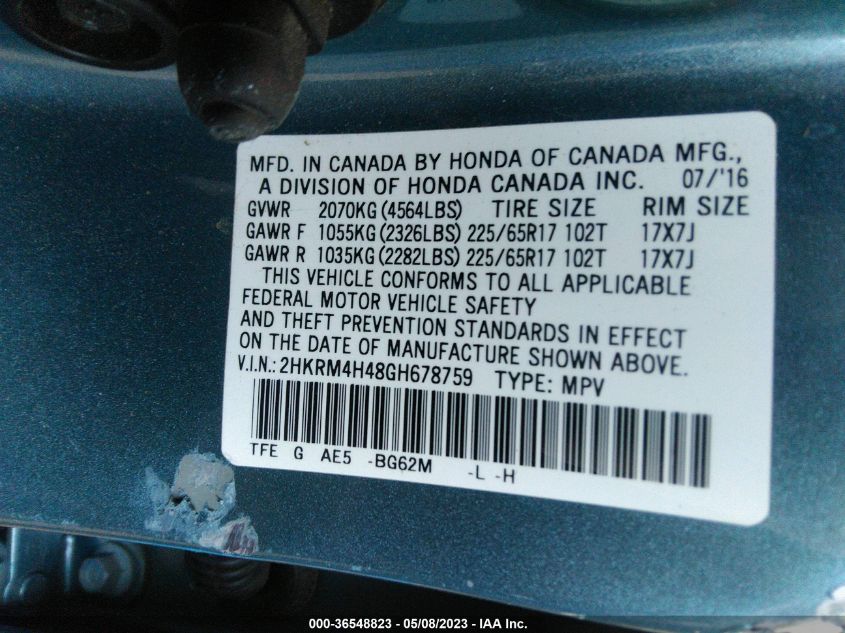 MFD. IN CANADA BY HONDA OF CANADA MFG.,
A DIVISION OF HONDA CANADA INC. 07/'16
GVWR 2070KG (4564LBS) TIRE SIZE RIM SIZE
GAWR F 1055KG (2326LBS) 225/65R17 102T 17X7J
GAWR R 1035KG (2282LBS) 225/65R17 102T 17X7J
THIS VEHICLE CONFORMS TO ALL APPLICABLE
FEDERAL MOTOR VEHICLE SAFETY
AND THEFT PREVENTION STANDARDS IN EFFECT
ON THE DATE OF MANUFACTURE SHOWN ABOVE.
V.I.N.: 2HKRM4H48GH678759 TYPE: MPV
TFE G AE5 -BG62M -L -H
000-36548823 - 05/08/2023 - IAA Inc.